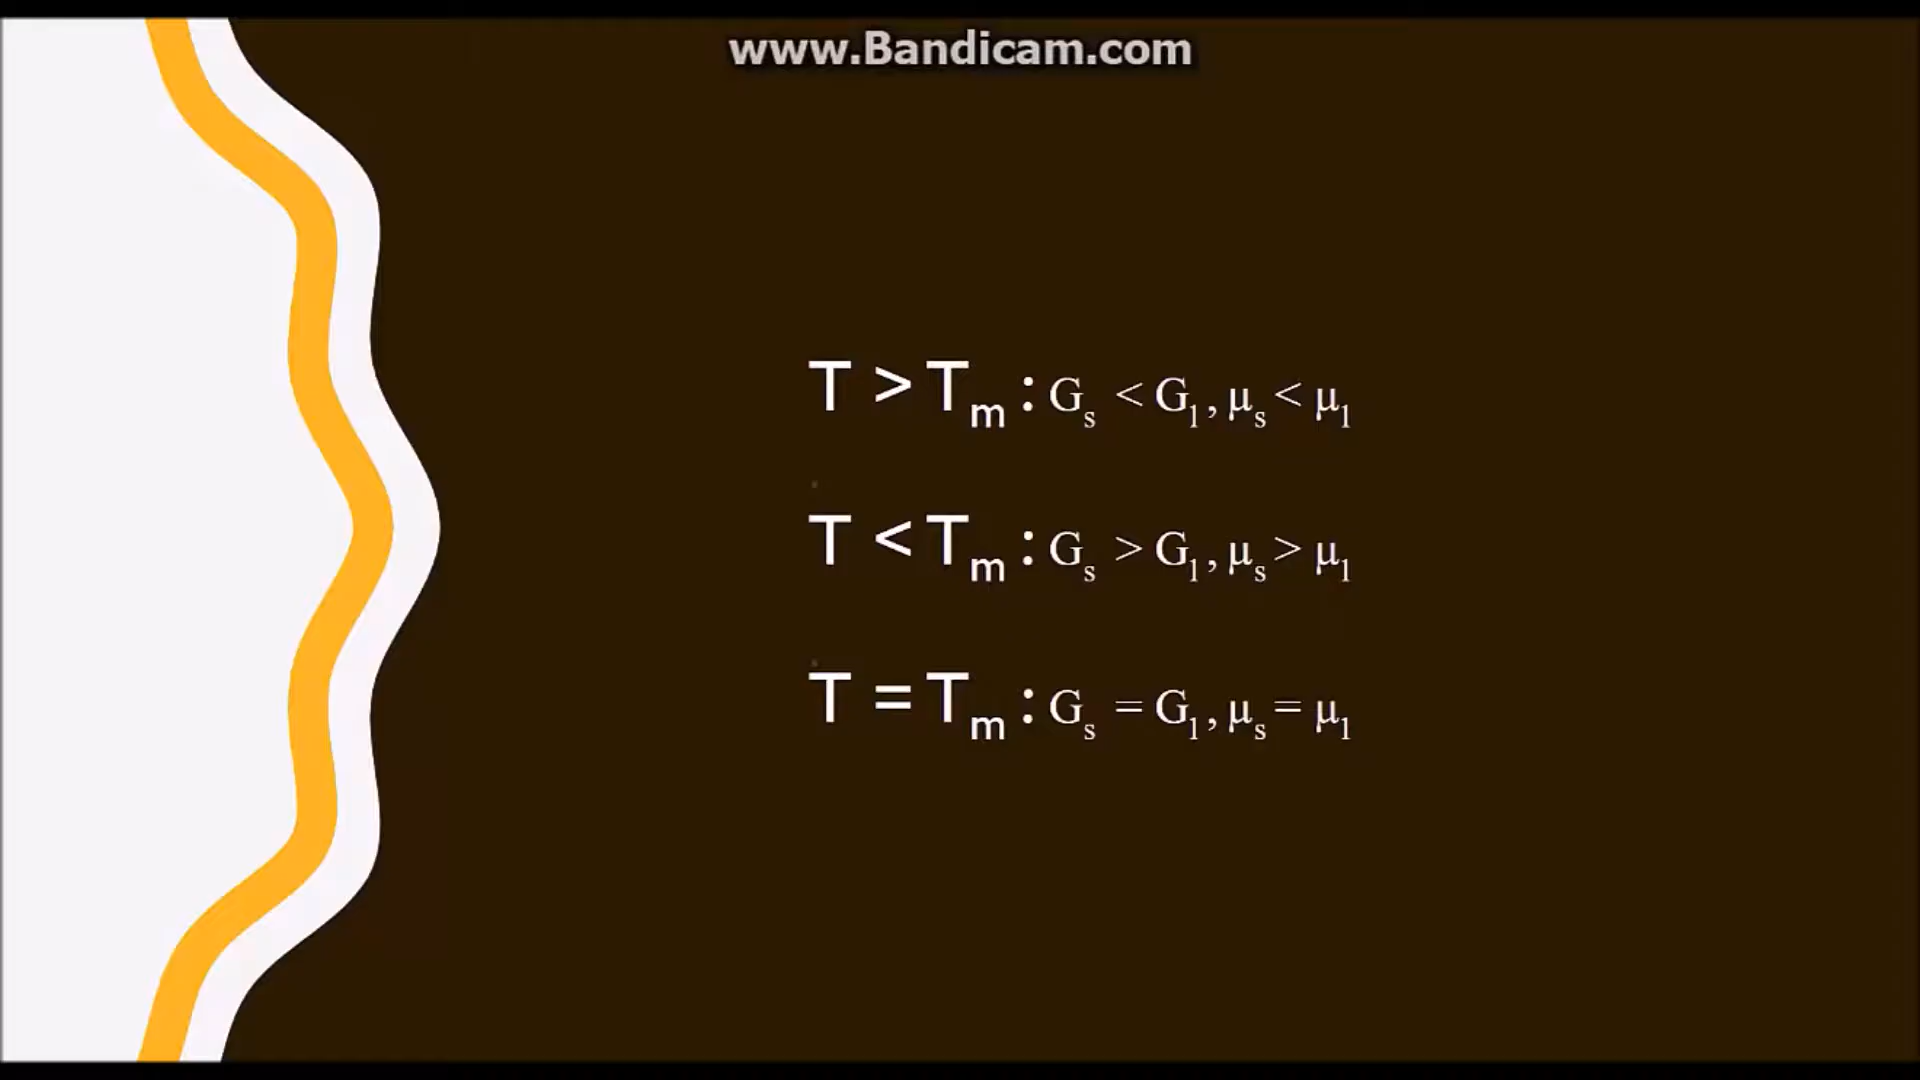 www.Bandicam.com
T > Tm : Gs < Gl , μs < μl
T < Tm : Gs > Gl , μs > μl
T = Tm : Gs = Gl , μs = μl